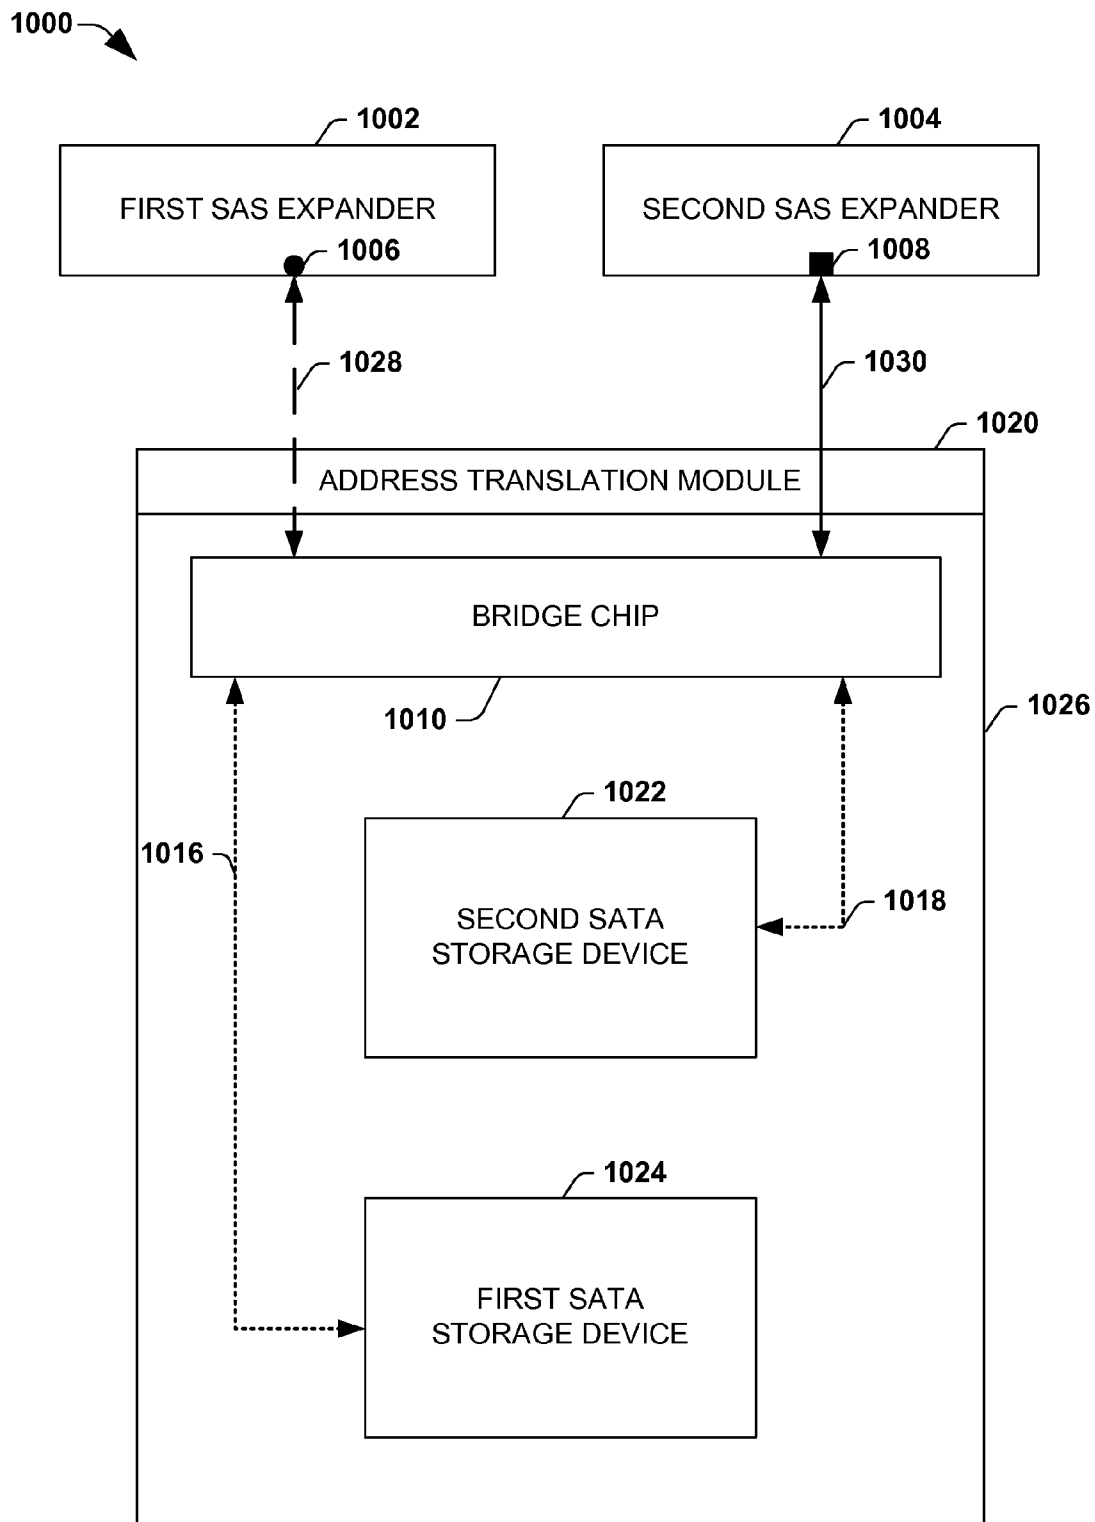 1000
1002
1004
FIRST SAS EXPANDER
SECOND SAS EXPANDER
1006
1008
1028
1030
1020
ADDRESS TRANSLATION MODULE
BRIDGE CHIP
1010
1026
1022
1016
SECOND SATA
STORAGE DEVICE
1018
1024
FIRST SATA
STORAGE DEVICE